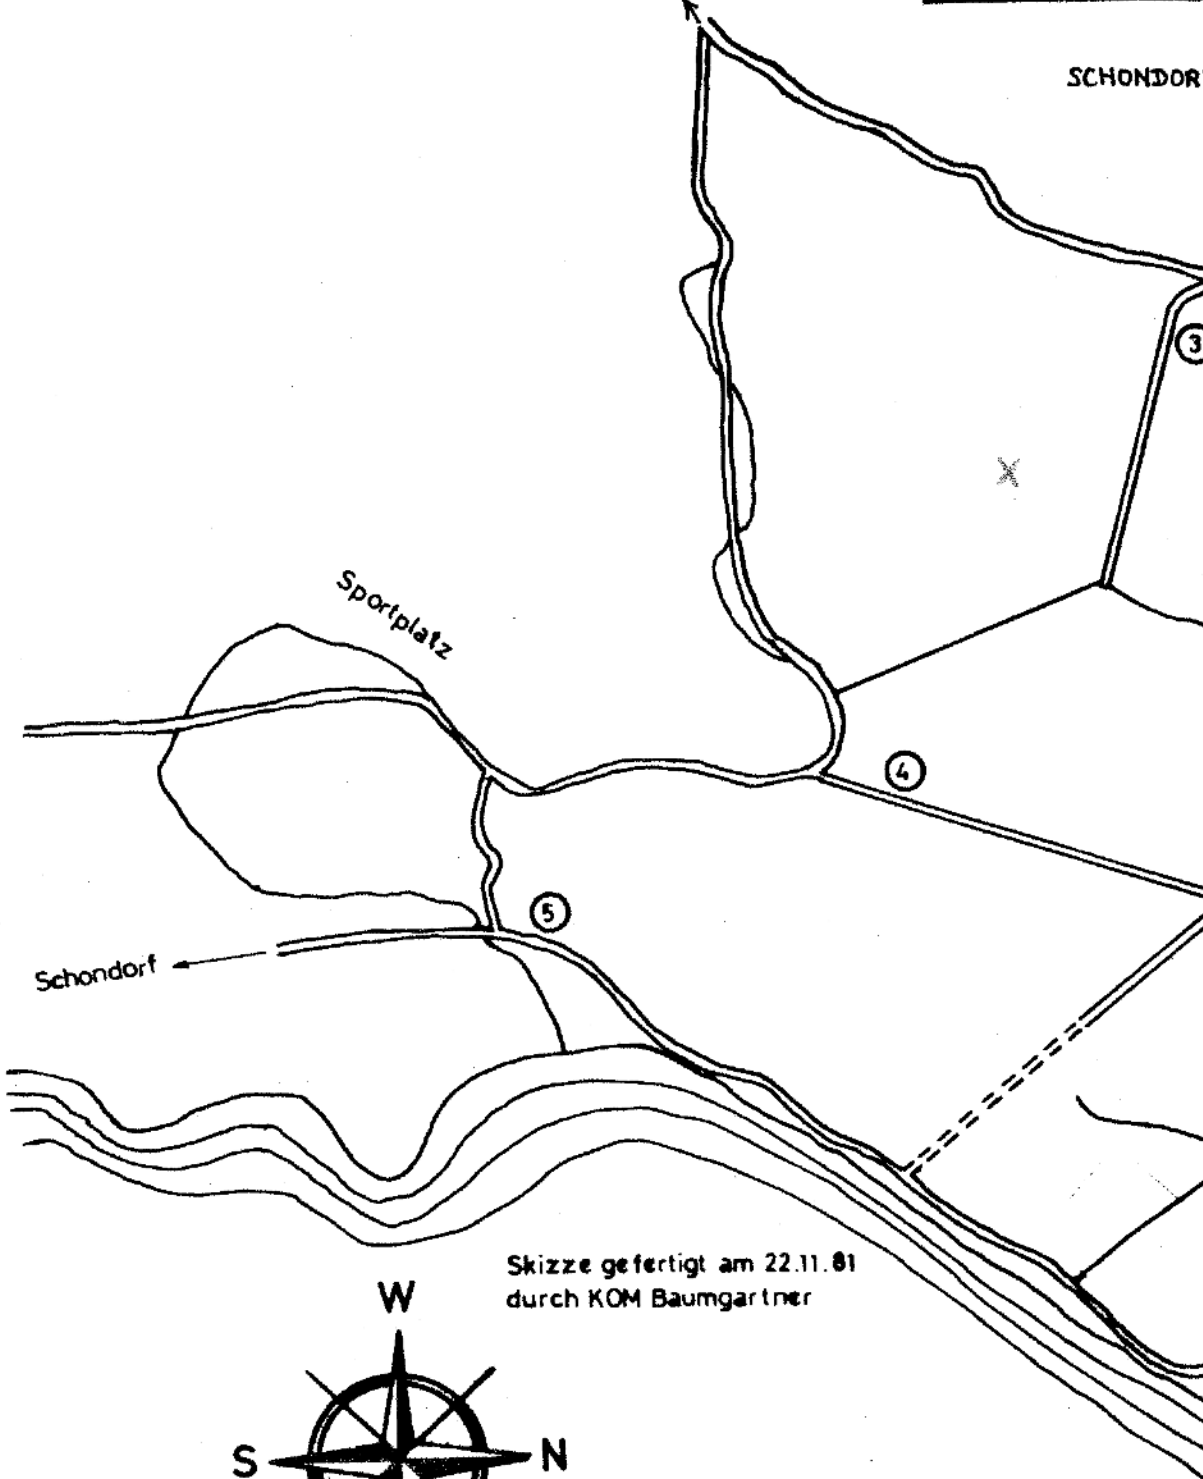 SCHONDOR
3
X
Sportplatz
4
5
Schondorf
Skizze gefertigt am 22.11.81
durch KOM Baumgartner
W
S N